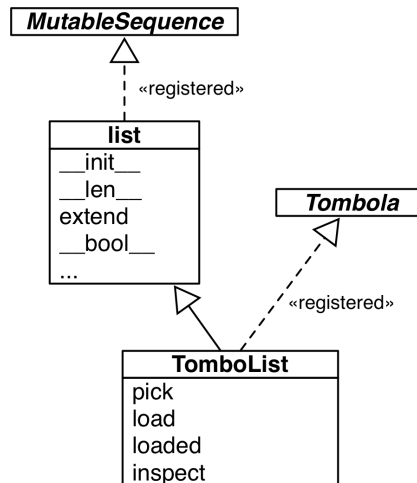 MutableSequence
«registered»
list
__init__
__len__
extend
__bool__
...
Tombola
«registered»
TomboList
pick
load
loaded
inspect